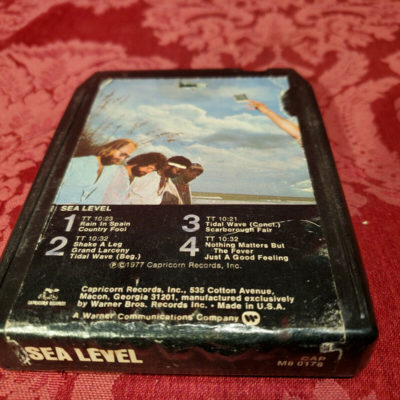 SEA LEVEL
1 TT 10:23
Rain In Spain
Country Fool
2 TT 10:32
Shake A Leg
Grand Larceny
Tidal Wave (Beg.)
3 TT 10:21
Tidal Wave (Concl.)
Scarborough Fair
4 TT 10:32
Nothing Matters But
The Fever
Just A Good Feeling
℗©1977 Capricorn Records, Inc.
CAPRICORN RECORDS
Capricorn Records, Inc., 535 Cotton Avenue,
Macon, Georgia 31201, manufactured exclusively
by Warner Bros. Records Inc. • Made in U.S.A.
A Warner Communications Company
SEA LEVEL
CAP
M8 0178